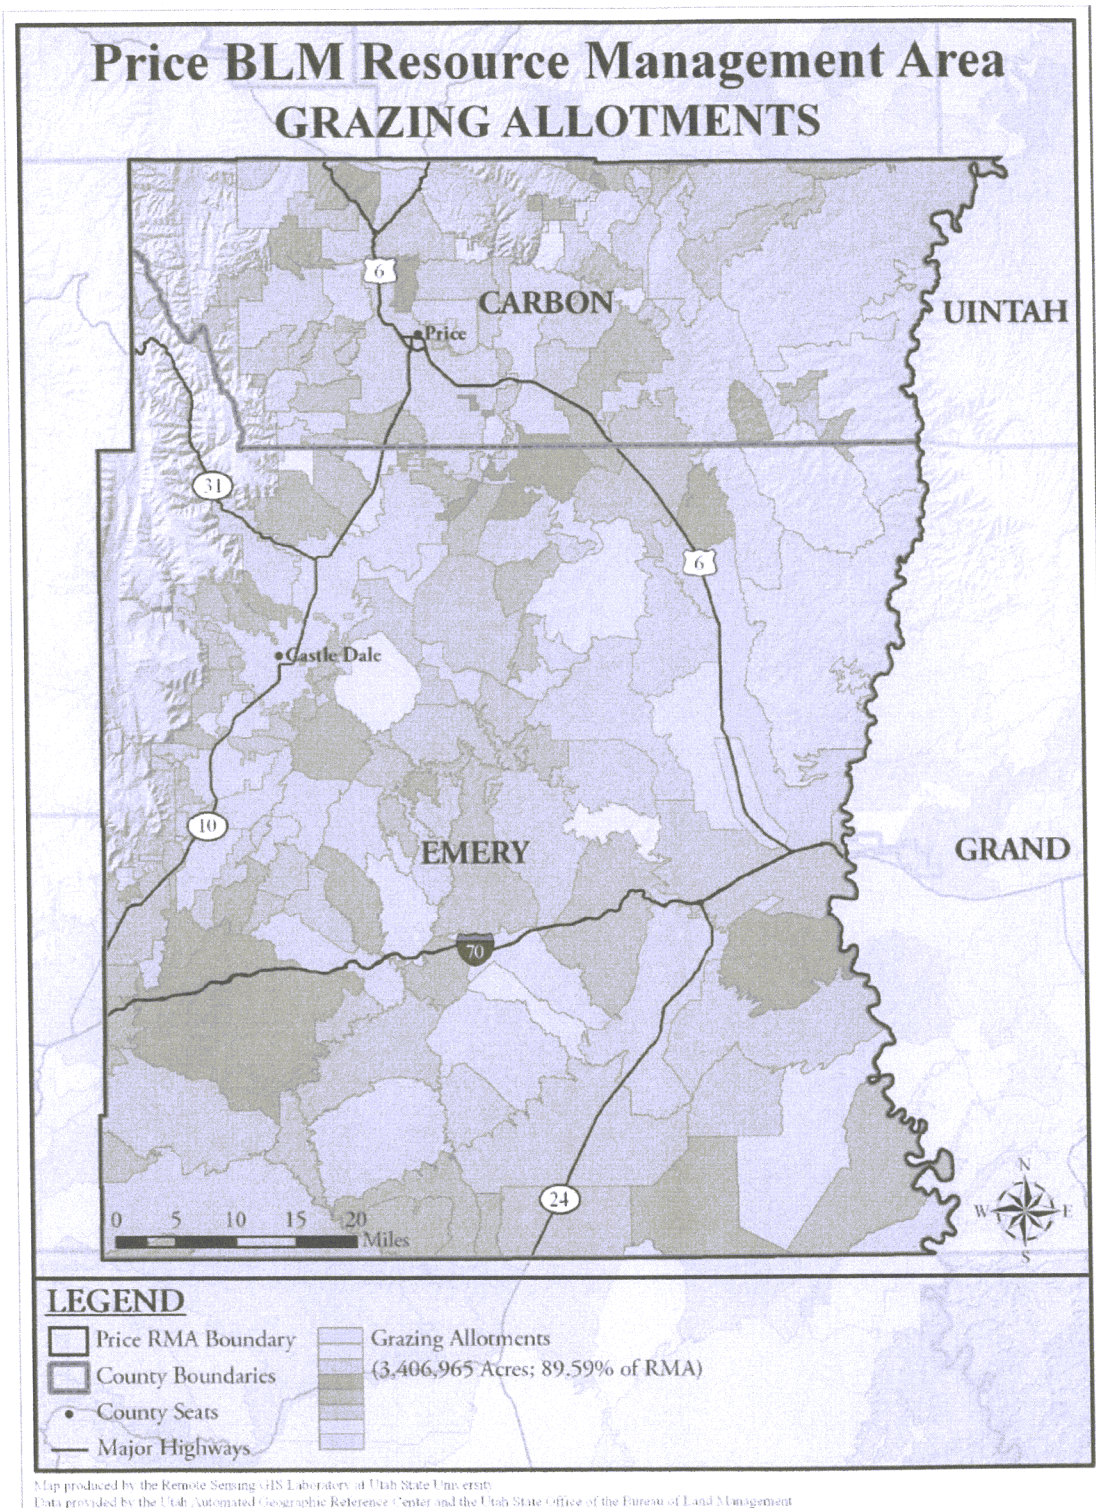 Price BLM Resource Management Area
GRAZING ALLOTMENTS
6
CARBON
UINTAH
Price
31
6
Castle Dale
10
EMERY
GRAND
70
24
N
W E
S
0 5 10 15 20
Miles
LEGEND
Price RMA Boundary
County Boundaries
County Seats
Major Highways
Grazing Allotments
(3,406,965 Acres; 89.59% of RMA)
Map produced by the Remote Sensing/GIS Laboratory at Utah State University
Data provided by the Utah Automated Geographic Reference Center and the Utah State Office of the Bureau of Land Management